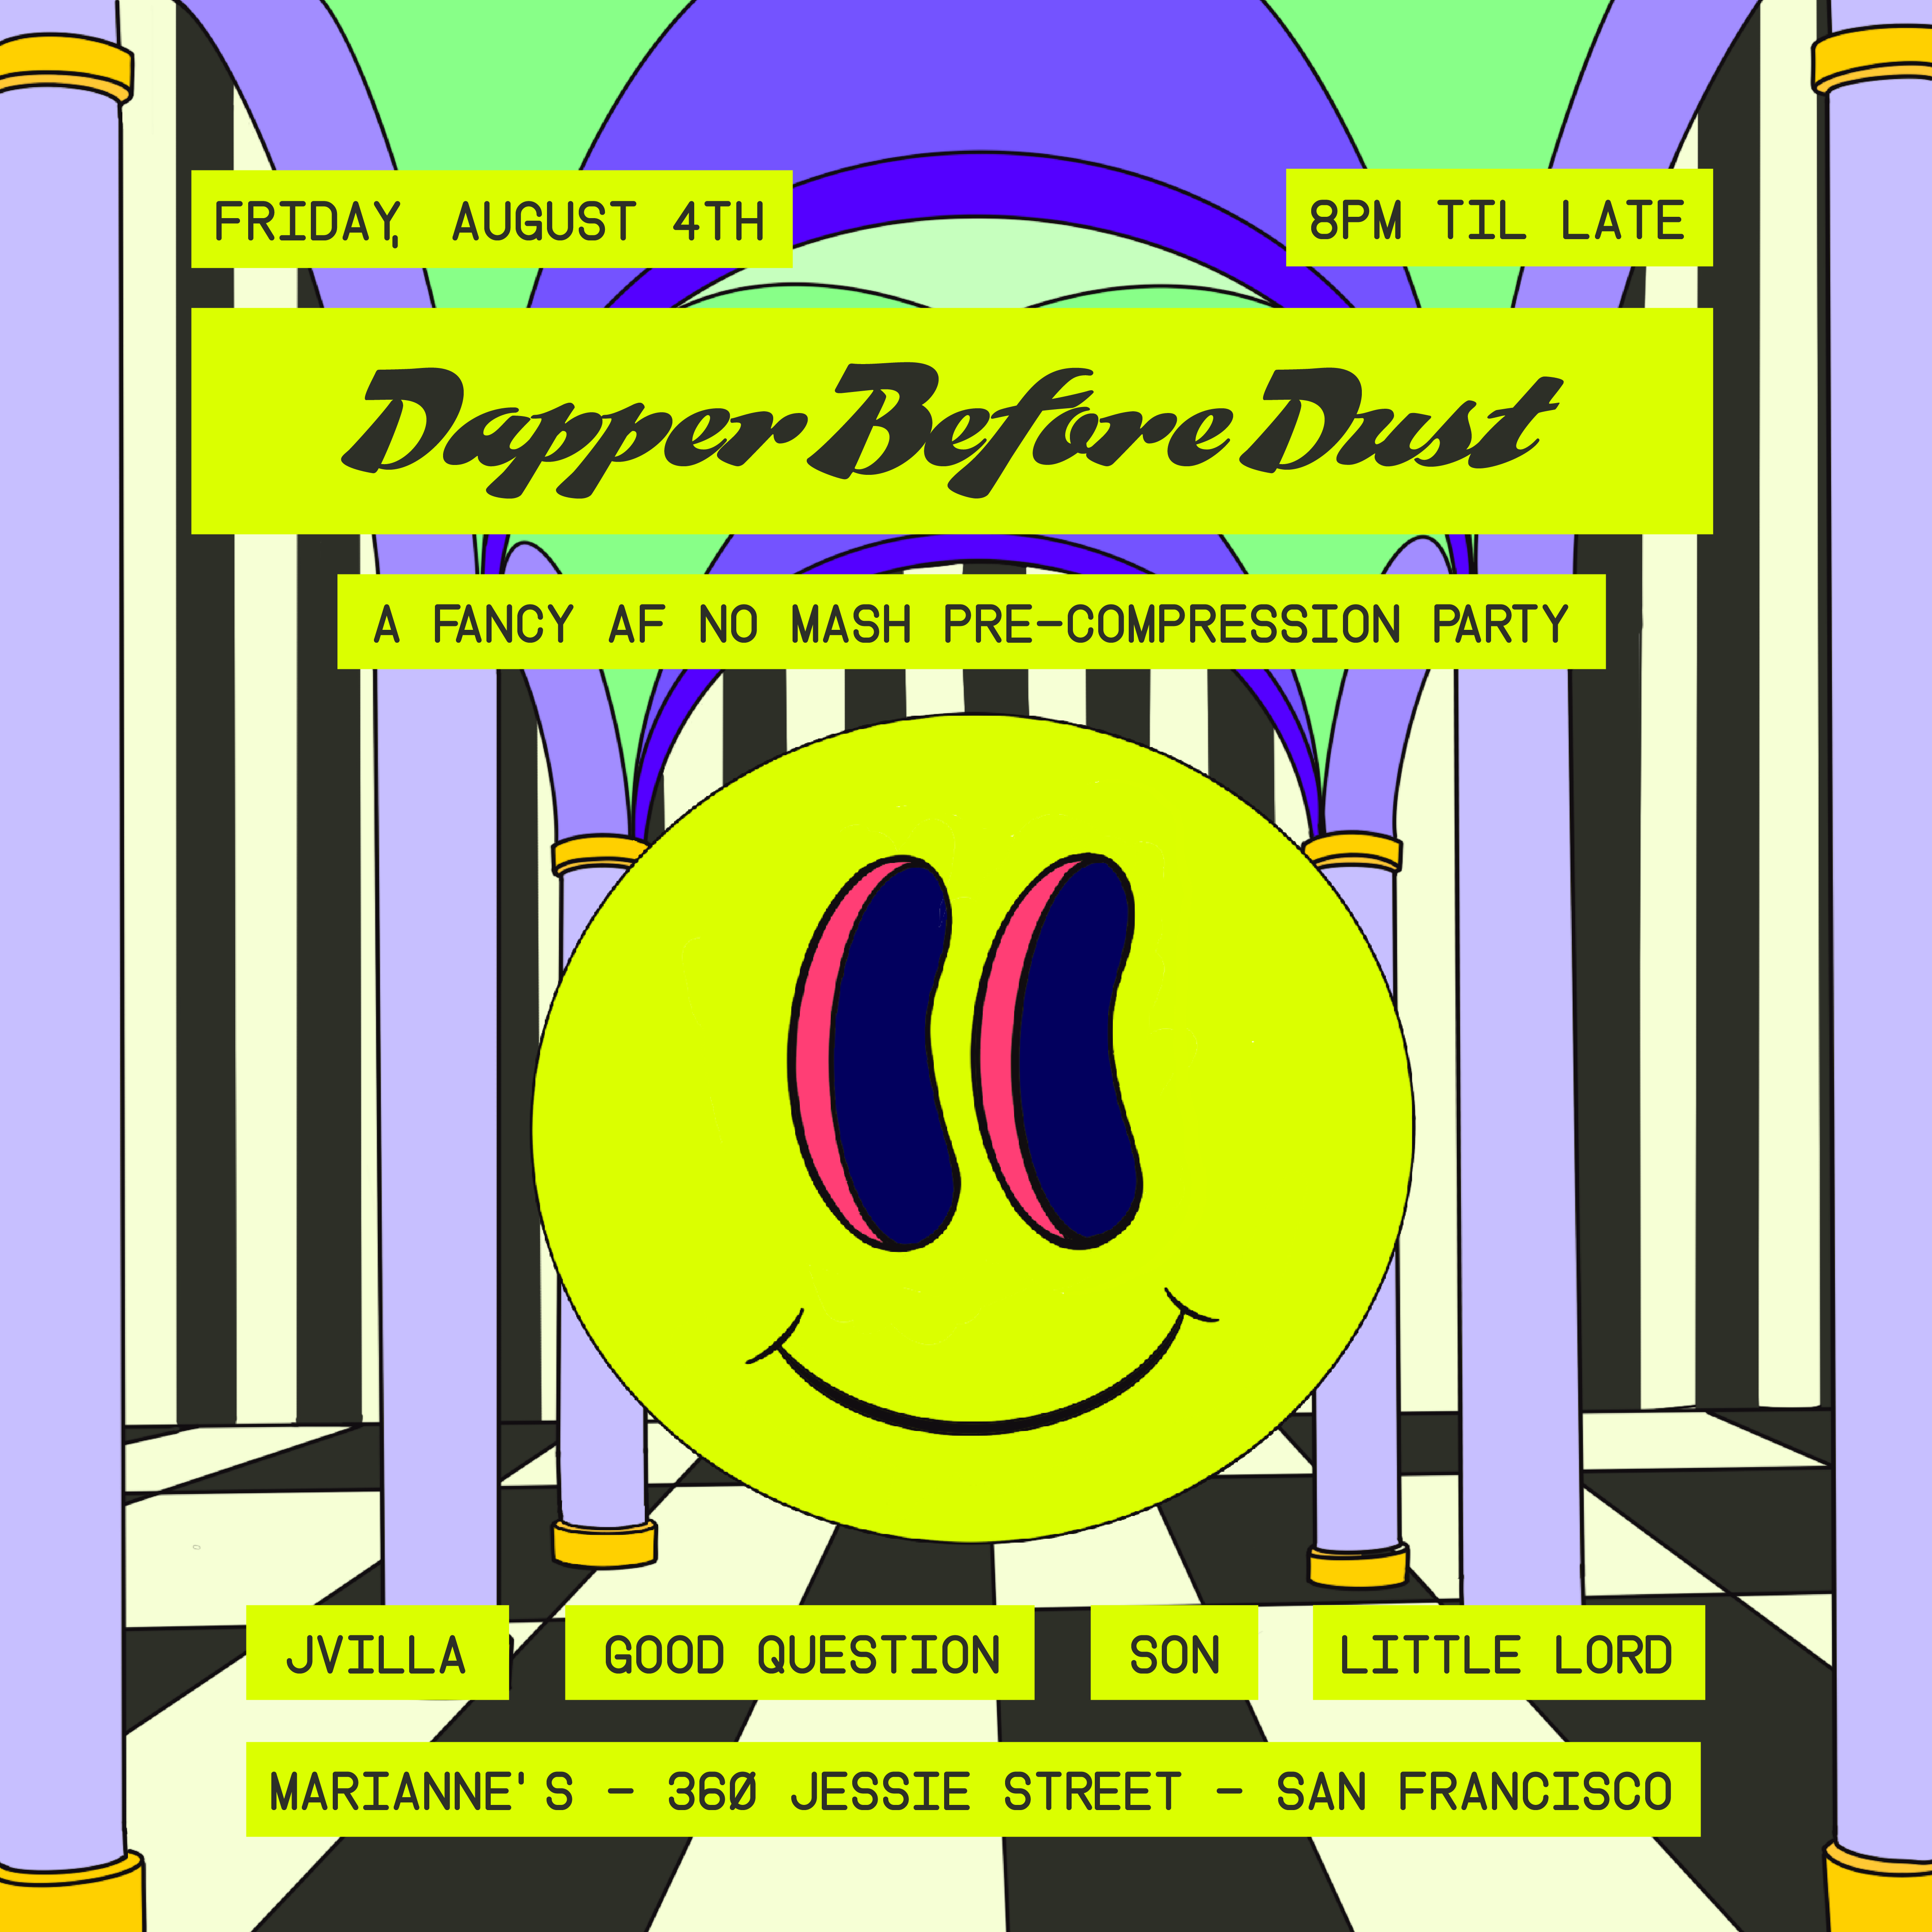 FRIDAY, AUGUST 4TH
8PM TIL LATE
Dapper Before Dust
A FANCY AF NO MASH PRE-COMPRESSION PARTY
JVILLA
GOOD QUESTION
SON
LITTLE LORD
MARIANNE'S - 360 JESSIE STREET - SAN FRANCISCO